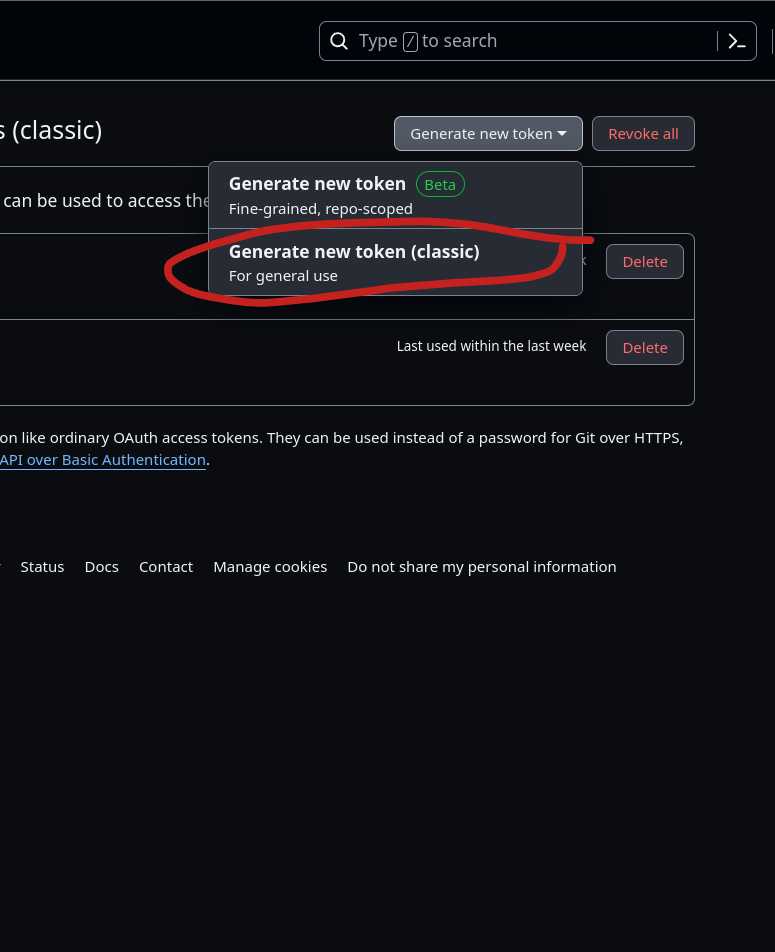 Type / to search
s (classic)
Generate new token
Revoke all
Generate new token Beta
Fine-grained, repo-scoped
can be used to access the
Generate new token (classic)
For general use
k
Delete
Last used within the last week
Delete
on like ordinary OAuth access tokens. They can be used instead of a password for Git over HTTPS,
API over Basic Authentication.
Status Docs Contact Manage cookies Do not share my personal information